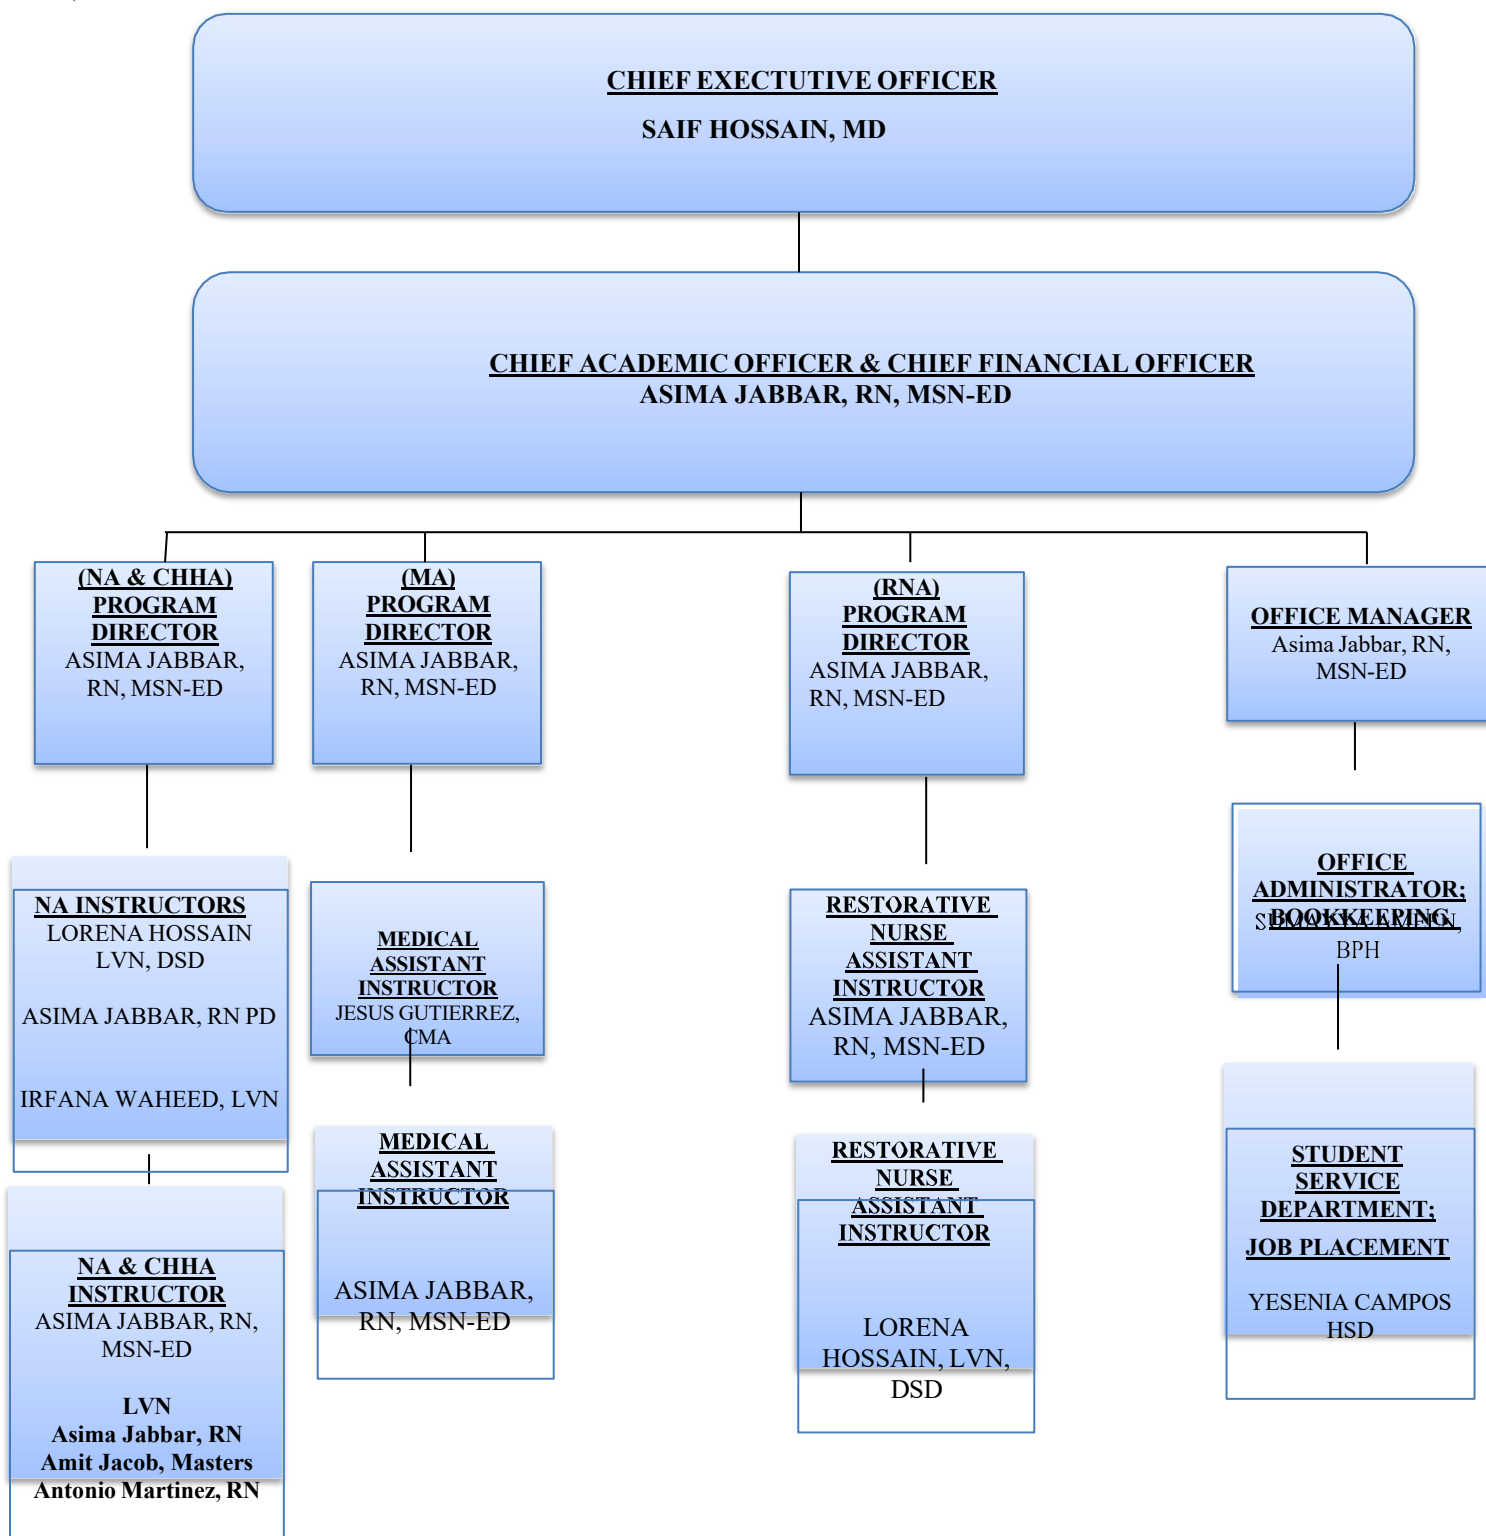 CHIEF EXECTUTIVE OFFICER
SAIF HOSSAIN, MD
CHIEF ACADEMIC OFFICER & CHIEF FINANCIAL OFFICER
ASIMA JABBAR, RN, MSN-ED
(NA & CHHA)
PROGRAM
DIRECTOR
ASIMA JABBAR,
RN, MSN-ED
(MA)
PROGRAM
DIRECTOR
ASIMA JABBAR,
RN, MSN-ED
(RNA)
PROGRAM
DIRECTOR
ASIMA JABBAR,
RN, MSN-ED
OFFICE MANAGER
Asima Jabbar, RN,
MSN-ED
NA INSTRUCTORS
LORENA HOSSAIN
LVN, DSD
ASIMA JABBAR, RN PD
IRFANA WAHEED, LVN
MEDICAL
ASSISTANT
INSTRUCTOR
JESUS GUTIERREZ,
CMA
RESTORATIVE
NURSE
ASSISTANT
INSTRUCTOR
ASIMA JABBAR,
RN, MSN-ED
OFFICE
ADMINISTRATOR;
BOOKKEEPING
BPH
NA & CHHA
INSTRUCTOR
ASIMA JABBAR, RN,
MSN-ED
LVN
Asima Jabbar, RN
Amit Jacob, Masters
Antonio Martinez, RN
MEDICAL
ASSISTANT
INSTRUCTOR
ASIMA JABBAR,
RN, MSN-ED
RESTORATIVE
NURSE
ASSISTANT
INSTRUCTOR
LORENA
HOSSAIN, LVN,
DSD
STUDENT
SERVICE
DEPARTMENT;
JOB PLACEMENT
YESENIA CAMPOS
HSD